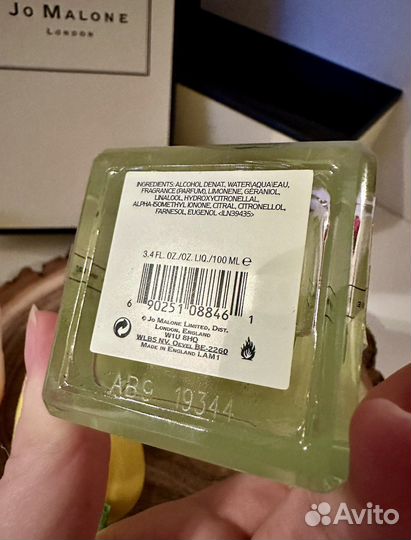 JO MALONE
LONDON
INGREDIENTS: ALCOHOL DENAT., WATER\AQUA\EAU,
FRAGRANCE (PARFUM), LIMONENE, GERANIOL,
LINALOOL, HYDROXYCITRONELLAL,
ALPHA-ISOMETHYL IONONE, CITRAL, CITRONELLOL,
FARNESOL, EUGENOL <ILN39435>
3.4 FL. OZ./OZ. LIQ./100 ML ℮
6 90251 08846 1
© JO MALONE LIMITED, DIST.
LONDON, ENGLAND
W1U 8HQ
WLBS NV. OEVEL BE-2260
MADE IN ENGLAND LAM1
AB9 19344
Avito